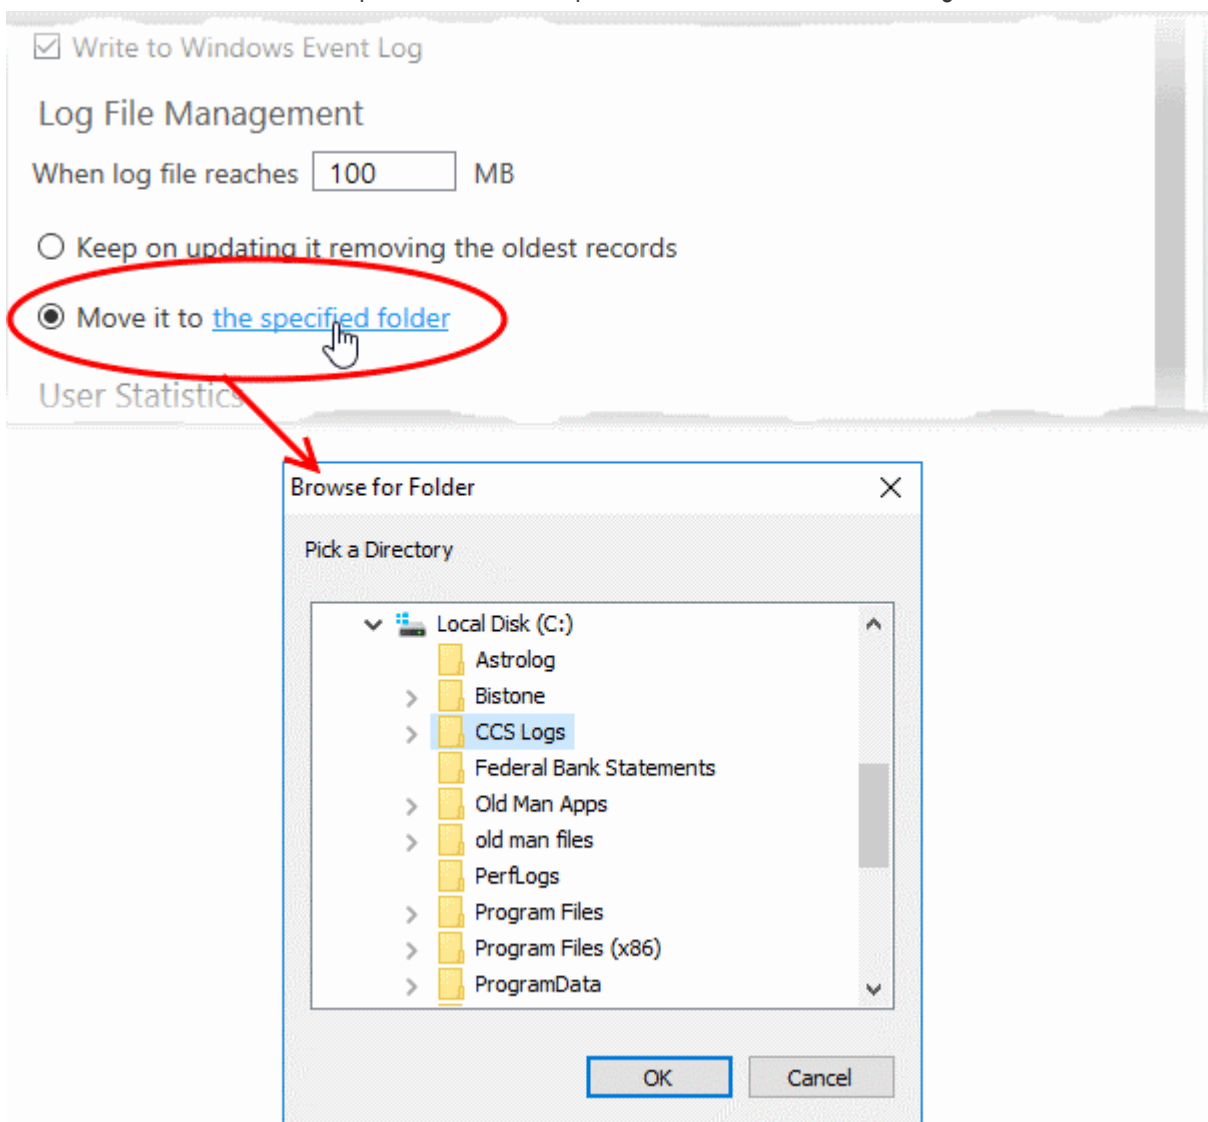 Write to Windows Event Log
Log File Management
When log file reaches 100 MB
Keep on updating it removing the oldest records
Move it to the specified folder
User Statistics
Browse for Folder
Pick a Directory
Local Disk (C:)
Astrolog
Bistone
CCS Logs
Federal Bank Statements
Old Man Apps
old man files
PerfLogs
Program Files
Program Files (x86)
ProgramData
OK Cancel